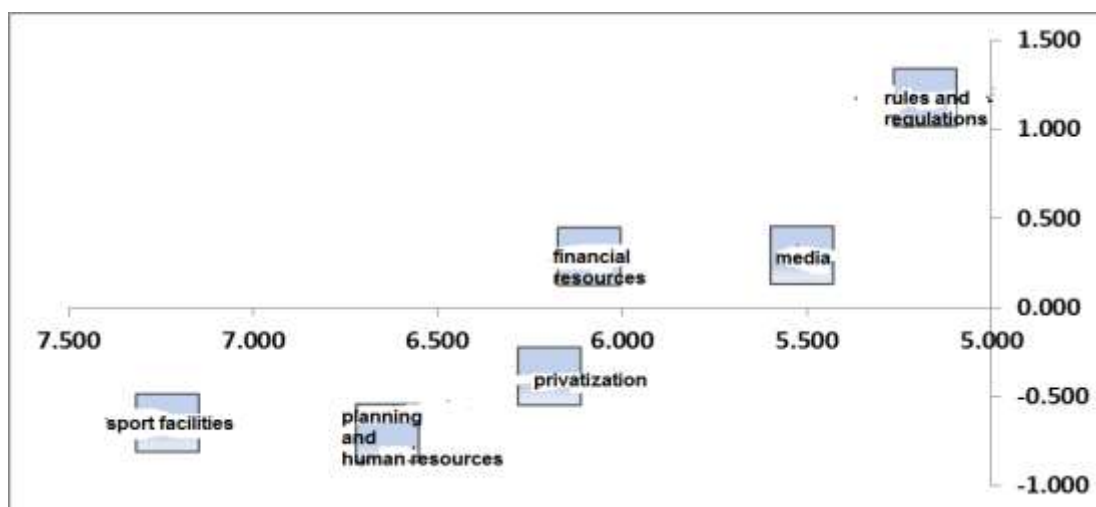 1.500
rules and
regulations
1.000
0.500
financial
resources
media
0.000
7.500 7.000 6.500 6.000 5.500 5.000
privatization
-0.500
sport facilities
planning
and
human resources
-1.000